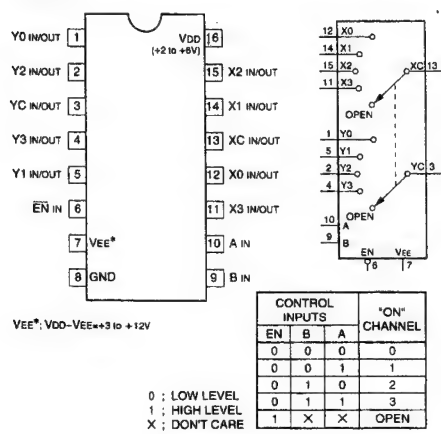 Y0 IN/OUT 1
Y2 IN/OUT 2
YC IN/OUT 3
Y3 IN/OUT 4
Y1 IN/OUT 5
EN IN 6
7 VEE*
8 GND
VDD 16
(+2 to +6V)
15 X2 IN/OUT
14 X1 IN/OUT
13 XC IN/OUT
12 X0 IN/OUT
11 X3 IN/OUT
10 A IN
9 B IN
12 X0
14 X1
15 X2
11 X3
XC 13
OPEN
1 Y0
5 Y1
2 Y2
4 Y3
YC 3
OPEN
10 A
9 B
EN VEE
6 7
VEE*; VDD-VEE=+3 to +12V
0 ; LOW LEVEL
1 ; HIGH LEVEL
X ; DON'T CARE
CONTROL INPUTS "ON" CHANNEL
EN B A
0 0 0 0
0 0 1 1
0 1 0 2
0 1 1 3
1 X X OPEN